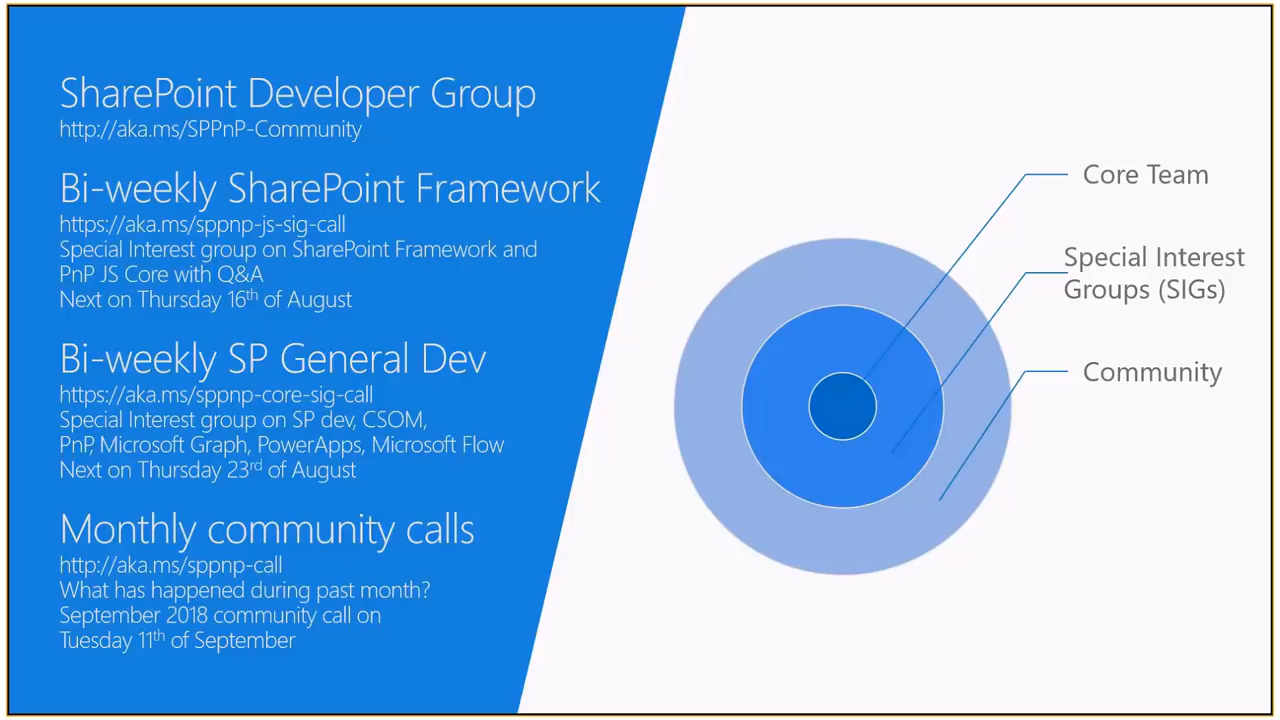 SharePoint Developer Group
http://aka.ms/SPPnP-Community
Bi-weekly SharePoint Framework
https://aka.ms/sppnp-js-sig-call
Special Interest group on SharePoint Framework and
PnP JS Core with Q&A
Next on Thursday 16th of August
Bi-weekly SP General Dev
https://aka.ms/sppnp-core-sig-call
Special Interest group on SP dev, CSOM,
PnP, Microsoft Graph, PowerApps, Microsoft Flow
Next on Thursday 23rd of August
Monthly community calls
http://aka.ms/sppnp-call
What has happened during past month?
September 2018 community call on
Tuesday 11th of September
Core Team
Special Interest
Groups (SIGs)
Community